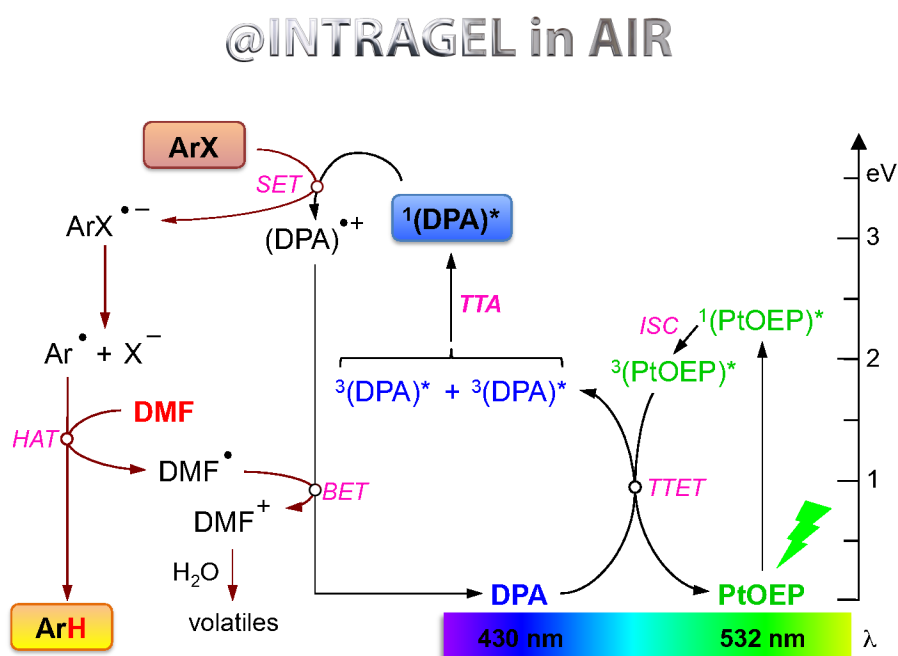 @INTRAGEL in AIR
ArX
SET
ArX•−
(DPA)•+
¹(DPA)*
eV
3
TTA
ISC
¹(PtOEP)*
Ar• + X−
2
³(PtOEP)*
³(DPA)* + ³(DPA)*
DMF
HAT
DMF•
BET
TTET
1
DMF+
H₂O
DPA
PtOEP
ArH
volatiles
430 nm
532 nm
λ